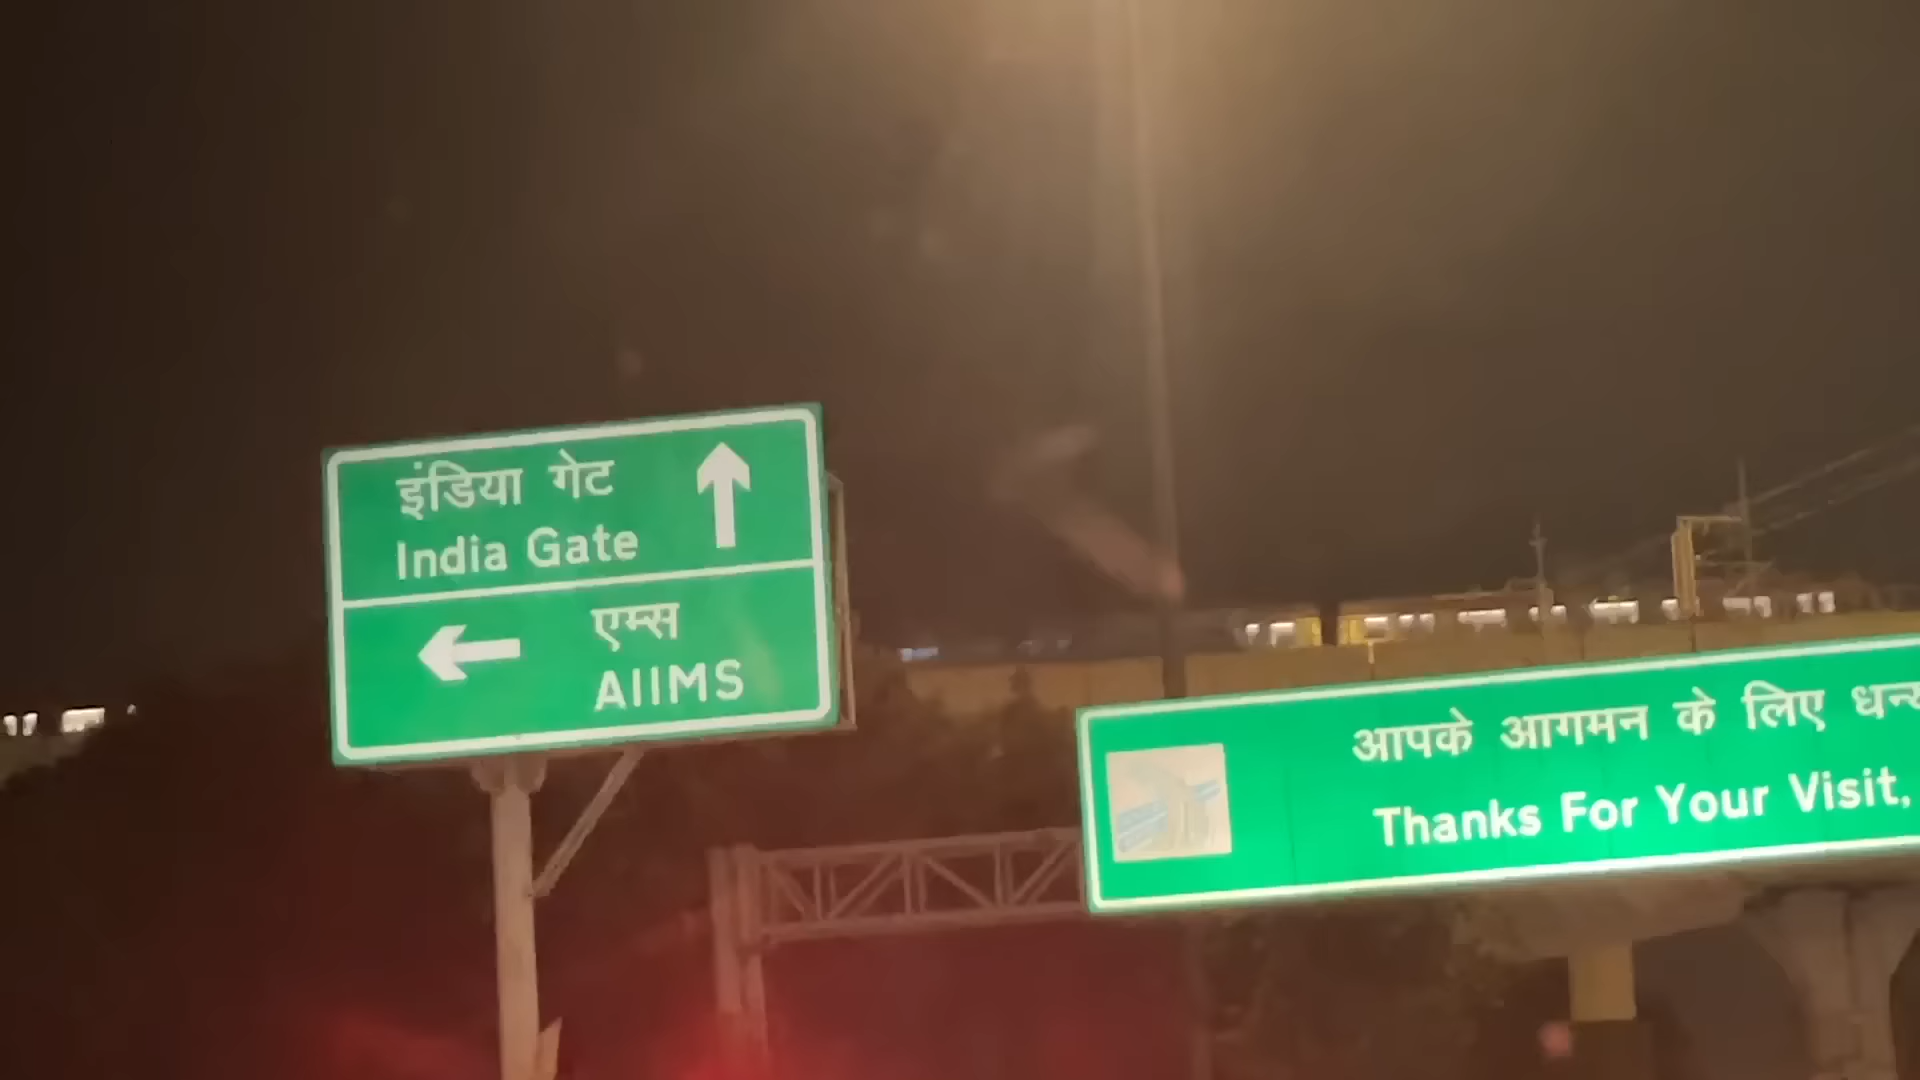 इंडिया गेट
India Gate
एम्स
AIIMS
आपके आगमन के लिए
Thanks For Your Visit,